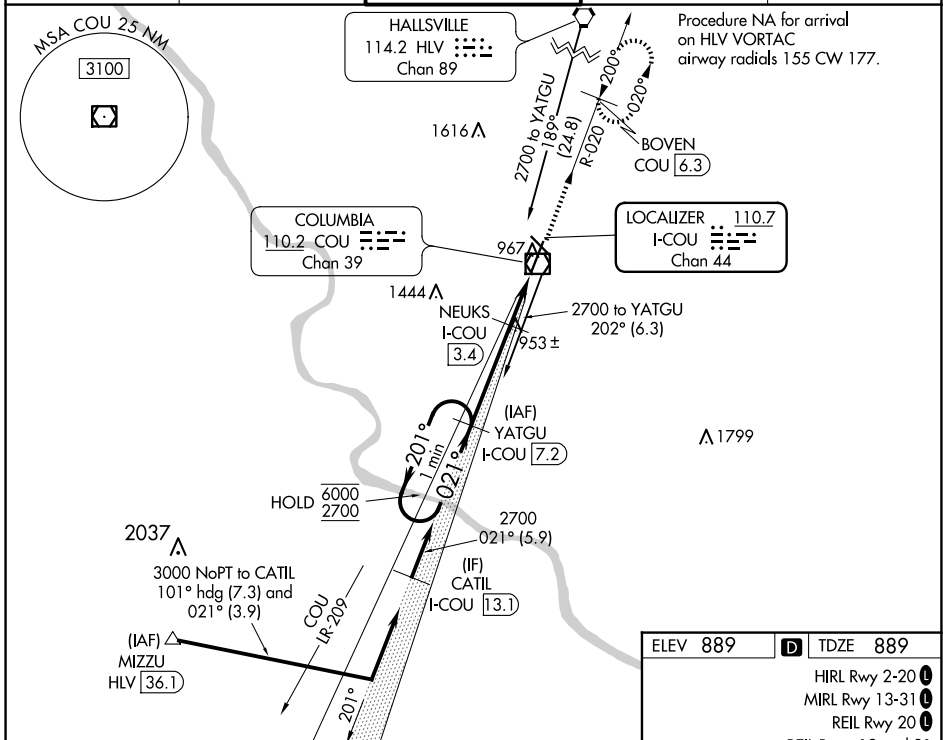 MSA COU 25 NM
3100
HALLSVILLE
114.2 HLV
Chan 89
Procedure NA for arrival
on HLV VORTAC
airway radials 155 CW 177.
2700 to YATGU
189°
(24.8)
200°
020°
R-020
1616
BOVEN
COU 6.3
COLUMBIA
110.2 COU
Chan 39
967
LOCALIZER 110.7
I-COU
Chan 44
1444
NEUKS
I-COU
3.4
2700 to YATGU
202° (6.3)
953 ±
(IAF)
YATGU
I-COU 7.2
1799
201°
1 min
021°
HOLD 6000
2700
2700
021° (5.9)
2037
3000 NoPT to CATIL
101° hdg (7.3) and
021° (3.9)
(IF)
CATIL
I-COU 13.1
COU
LR-209
(IAF)
MIZZU
HLV 36.1
201°
ELEV 889 D TDZE 889
HIRL Rwy 2-20 L
MIRL Rwy 13-31 L
REIL Rwy 20 L